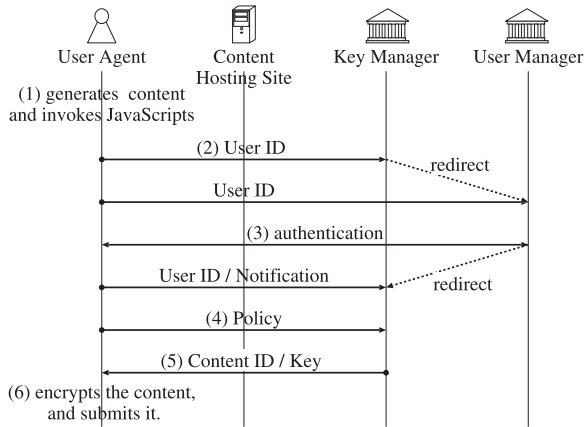 User Agent
Content
Hosting Site
Key Manager
User Manager
(1) generates content
and invokes JavaScripts
(2) User ID
redirect
User ID
(3) authentication
User ID / Notification
redirect
(4) Policy
(5) Content ID / Key
(6) encrypts the content,
and submits it.